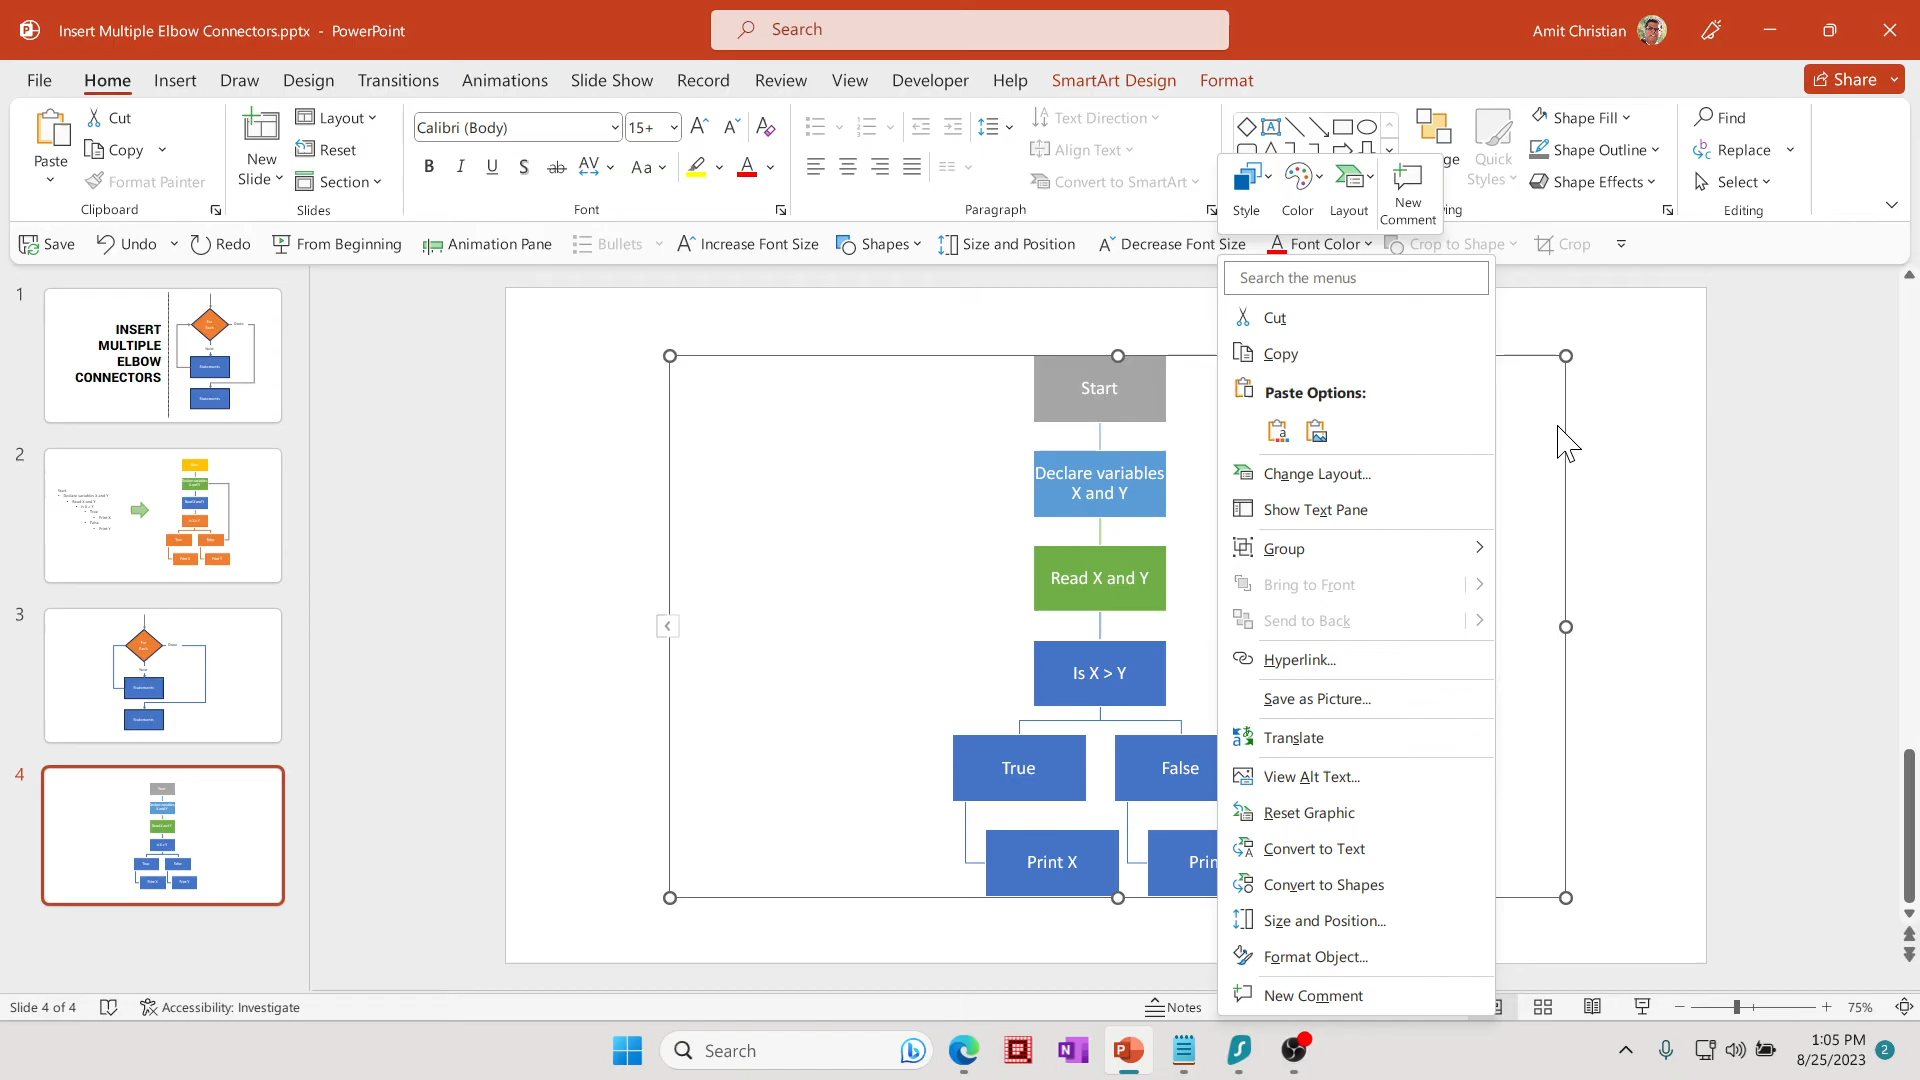 Insert Multiple Elbow Connectors.pptx - PowerPoint
Search
Amit Christian
File Home Insert Draw Design Transitions Animations Slide Show Record Review View Developer Help SmartArt Design Format
Share
Paste
Cut
Copy
Format Painter
Clipboard
New
Slide
Layout
Reset
Section
Slides
Calibri (Body)
15+
Font
Paragraph
Text Direction
Align Text
Convert to SmartArt
Quick
Styles
Shape Fill
Shape Outline
Shape Effects
Find
Replace
Select
Editing
Style
Color
Layout
New
Comment
Save Undo Redo From Beginning Animation Pane Bullets Increase Font Size Shapes Size and Position Decrease Font Size Font Color Crop to Shape Crop
1
INSERT
MULTIPLE
ELBOW
CONNECTORS
2
3
4
Start
Declare variables
X and Y
Read X and Y
Is X > Y
True
False
Print X
Prin
Search the menus
Cut
Copy
Paste Options:
Change Layout...
Show Text Pane
Group
Bring to Front
Send to Back
Hyperlink...
Save as Picture...
Translate
View Alt Text...
Reset Graphic
Convert to Text
Convert to Shapes
Size and Position...
Format Object...
New Comment
Slide 4 of 4
Accessibility: Investigate
Notes
75%
Search
1:05 PM
8/25/2023
2